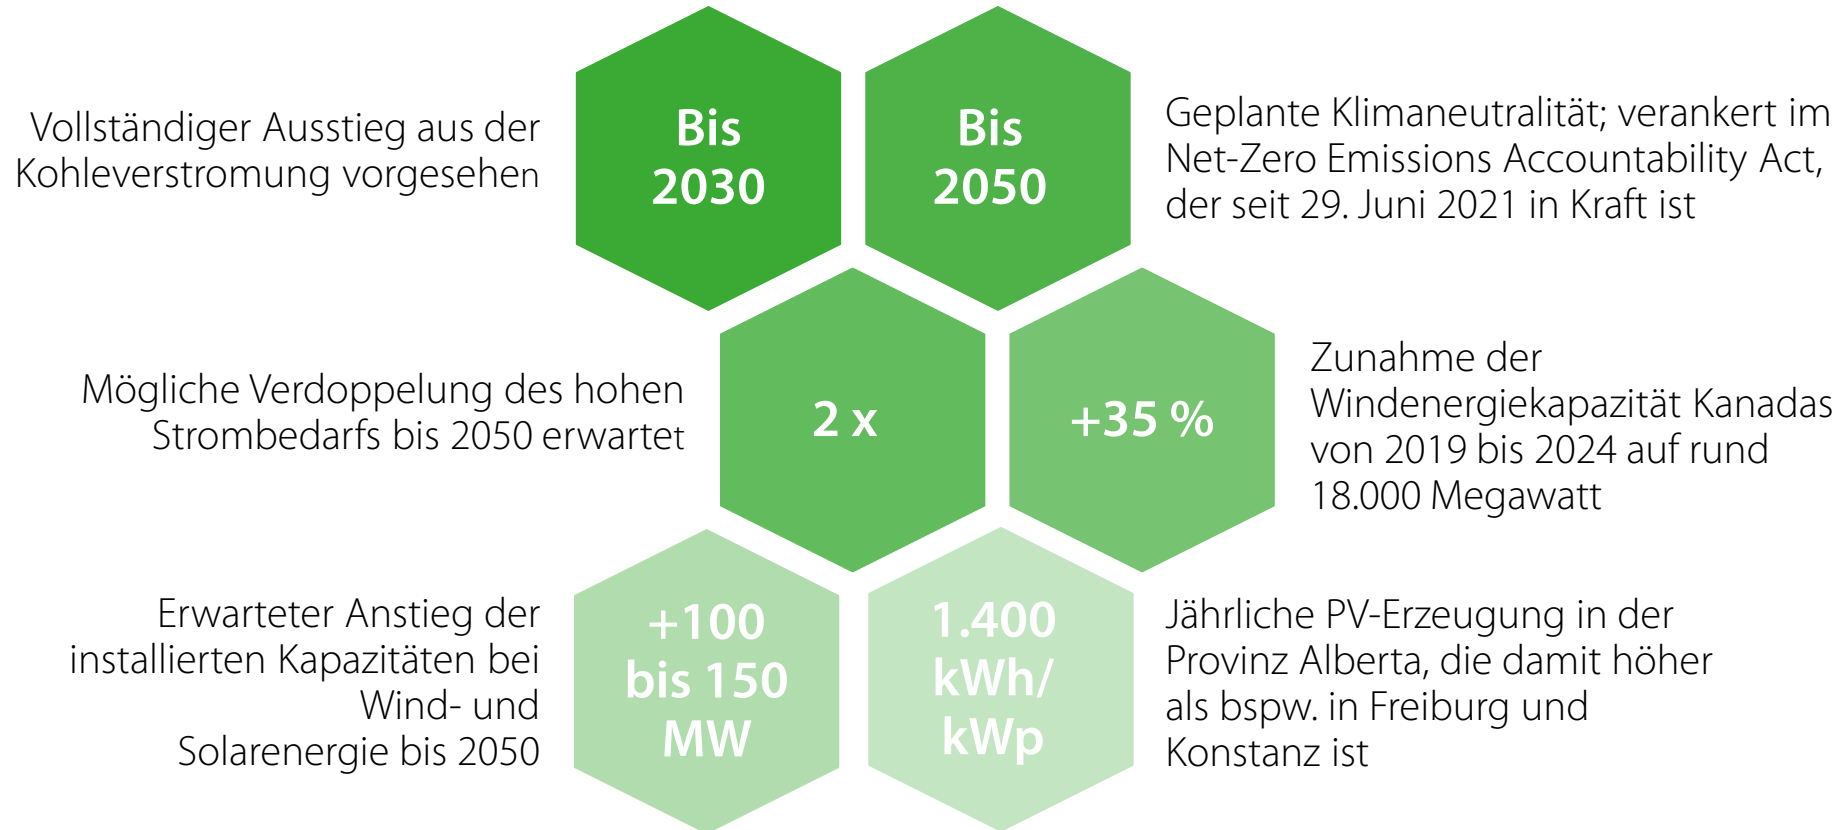 Vollständiger Ausstieg aus der
Kohleverstromung vorgesehen
Bis
2030
Bis
2050
Geplante Klimaneutralität; verankert im
Net-Zero Emissions Accountability Act,
der seit 29. Juni 2021 in Kraft ist
Mögliche Verdoppelung des hohen
Strombedarfs bis 2050 erwartet
2 x
+35 %
Zunahme der
Windenergiekapazität Kanadas
von 2019 bis 2024 auf rund
18.000 Megawatt
Erwarteter Anstieg der
installierten Kapazitäten bei
Wind- und
Solarenergie bis 2050
+100
bis 150
MW
1.400
kWh/
kWp
Jährliche PV-Erzeugung in der
Provinz Alberta, die damit höher
als bspw. in Freiburg und
Konstanz ist